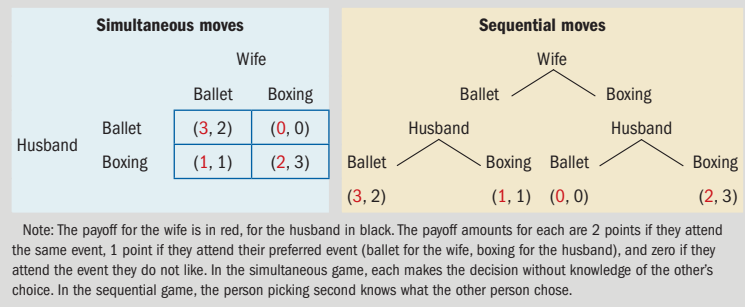 Simultaneous moves
Wife
Ballet Boxing
Husband
Ballet (3, 2) (0, 0)
Boxing (1, 1) (2, 3)
Sequential moves
Wife
Ballet Boxing
Husband Husband
Ballet Boxing Ballet Boxing
(3, 2) (1, 1) (0, 0) (2, 3)
Note: The payoff for the wife is in red, for the husband in black. The payoff amounts for each are 2 points if they attend
the same event, 1 point if they attend their preferred event (ballet for the wife, boxing for the husband), and zero if they
attend the event they do not like. In the simultaneous game, each makes the decision without knowledge of the other's
choice. In the sequential game, the person picking second knows what the other person chose.